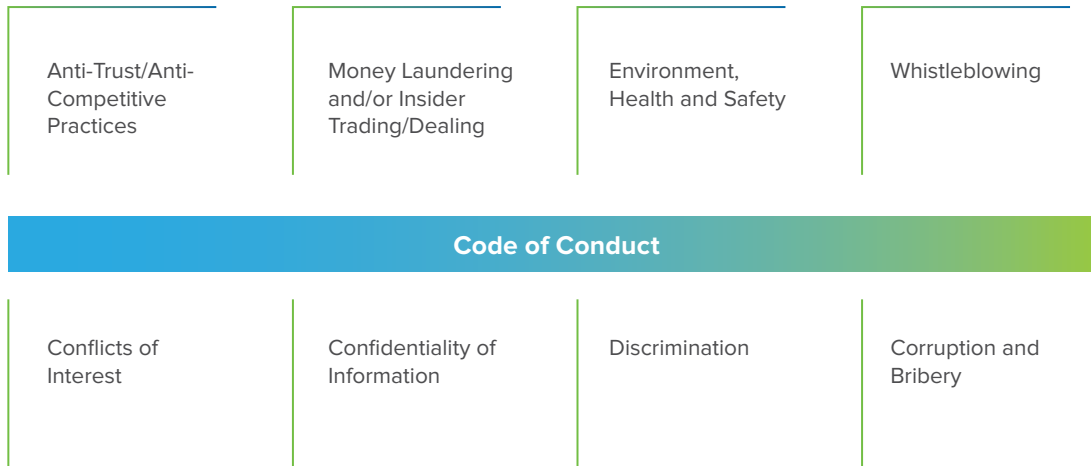 Anti-Trust/Anti-
Competitive
Practices
Money Laundering
and/or Insider
Trading/Dealing
Environment,
Health and Safety
Whistleblowing
Code of Conduct
Conflicts of
Interest
Confidentiality of
Information
Discrimination
Corruption and
Bribery